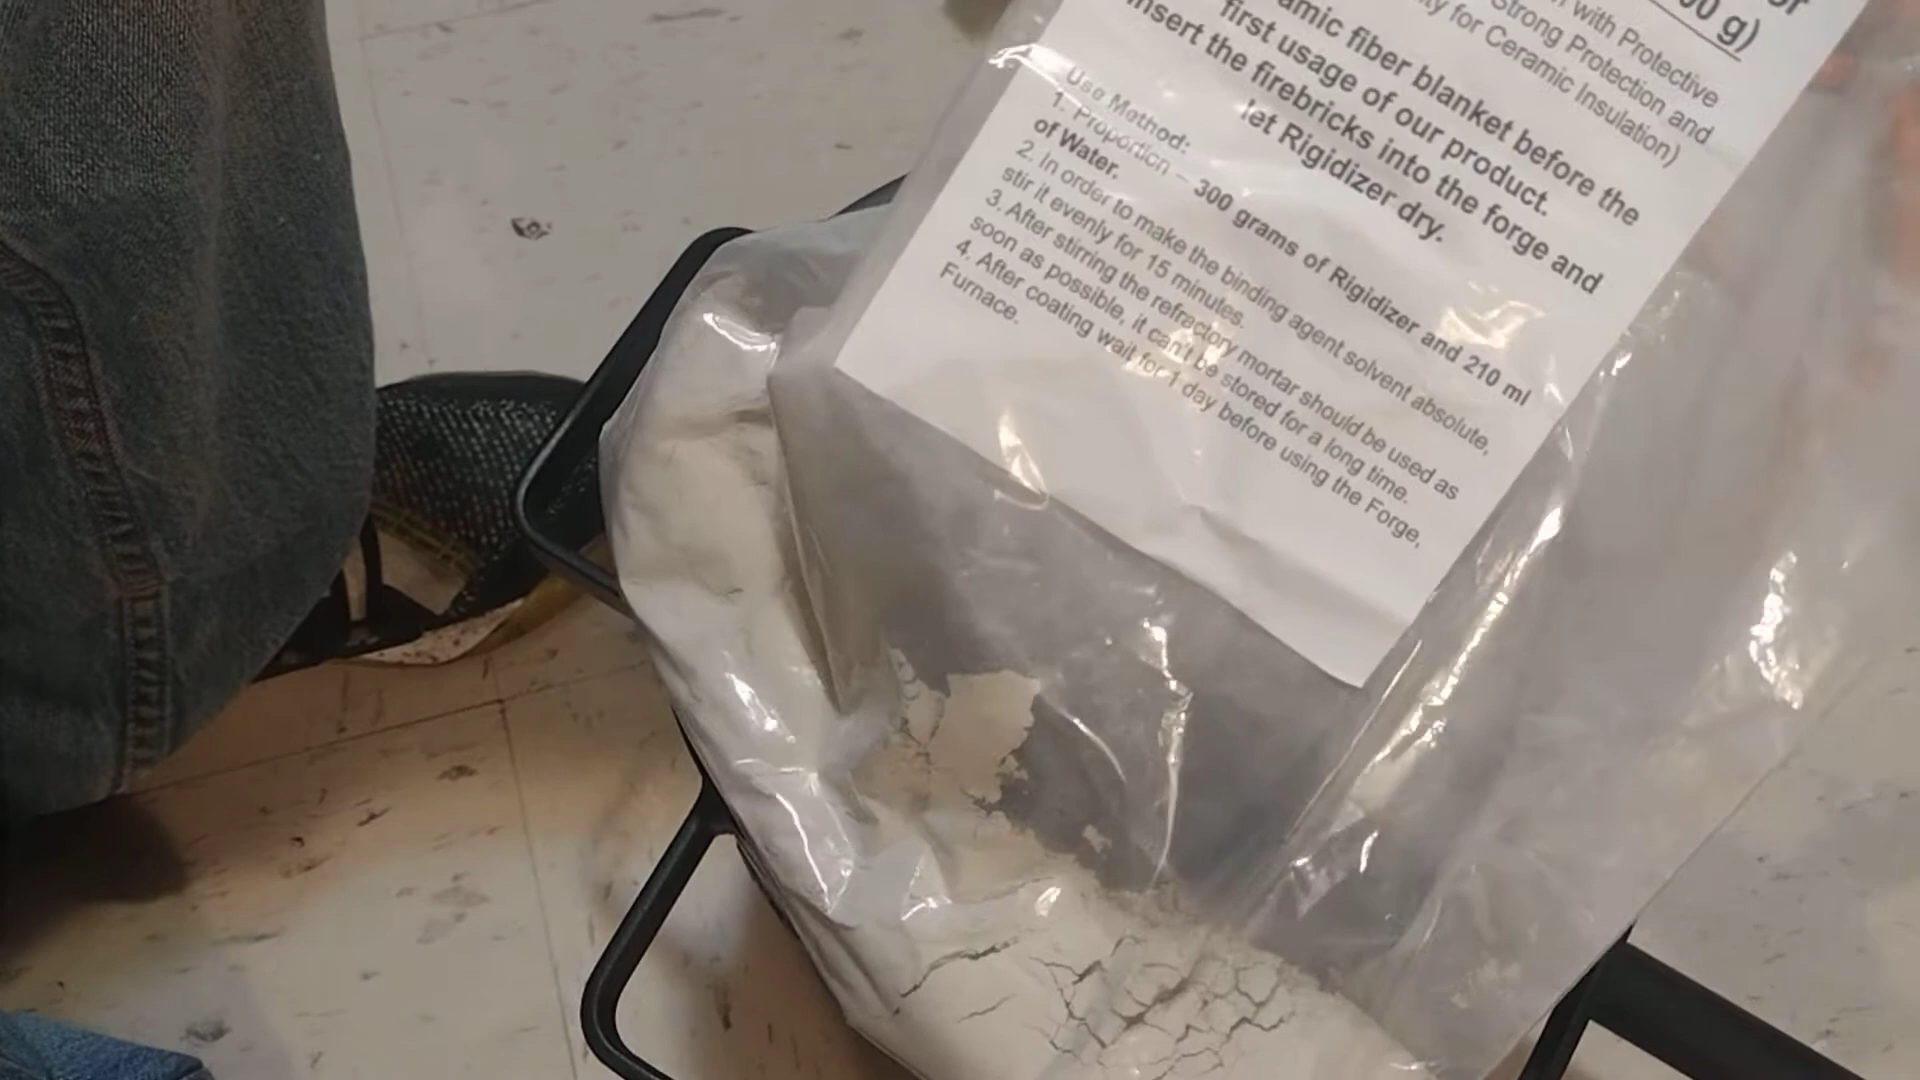 00 g)
with Protective
Strong Protection and
for Ceramic Insulation)
fiber blanket before the
first usage of our product.
Insert the firebricks into the forge and
let Rigidizer dry.
Use Method:
1. Proportion – 300 grams of Rigidizer and 210 ml
of Water.
2. In order to make the binding agent solvent absolute,
stir it evenly for 15 minutes.
3. After stirring the refractory mortar should be used as
soon as possible, it can't be stored for a long time.
4. After coating wait for 1 day before using the Forge,
Furnace.